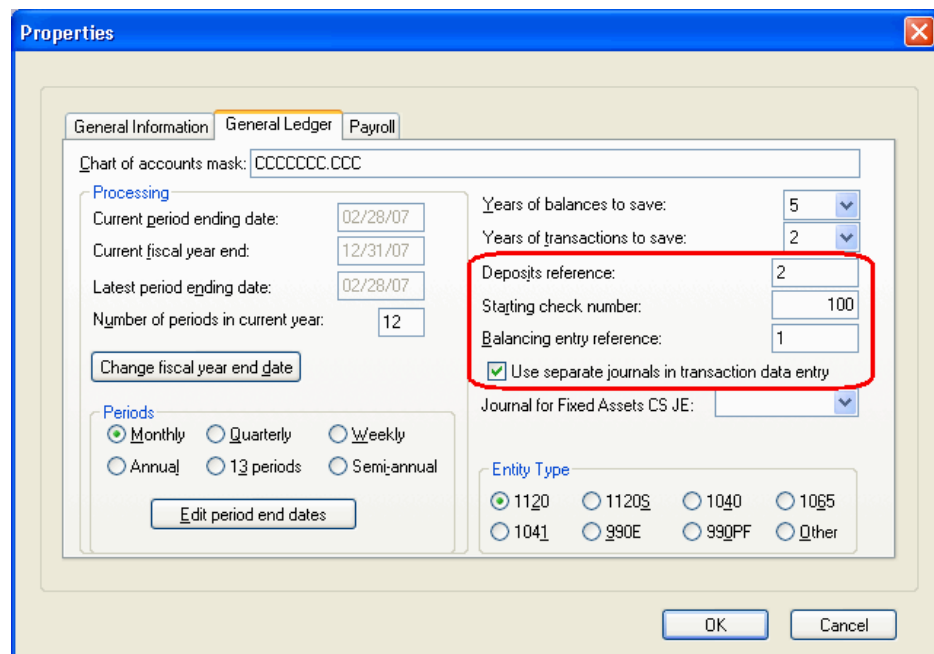 Properties
General Information General Ledger Payroll
Chart of accounts mask: CCCCCCC.CCC
Processing
Current period ending date: 02/28/07
Current fiscal year end: 12/31/07
Latest period ending date: 02/28/07
Number of periods in current year: 12
Change fiscal year end date
Periods
Monthly Quarterly Weekly
Annual 13 periods Semi-annual
Edit period end dates
Years of balances to save: 5
Years of transactions to save: 2
Deposits reference: 2
Starting check number: 100
Balancing entry reference: 1
Use separate journals in transaction data entry
Journal for Fixed Assets CS JE:
Entity Type
1120 1120S 1040 1065
1041 990E 990PF Other
OK Cancel